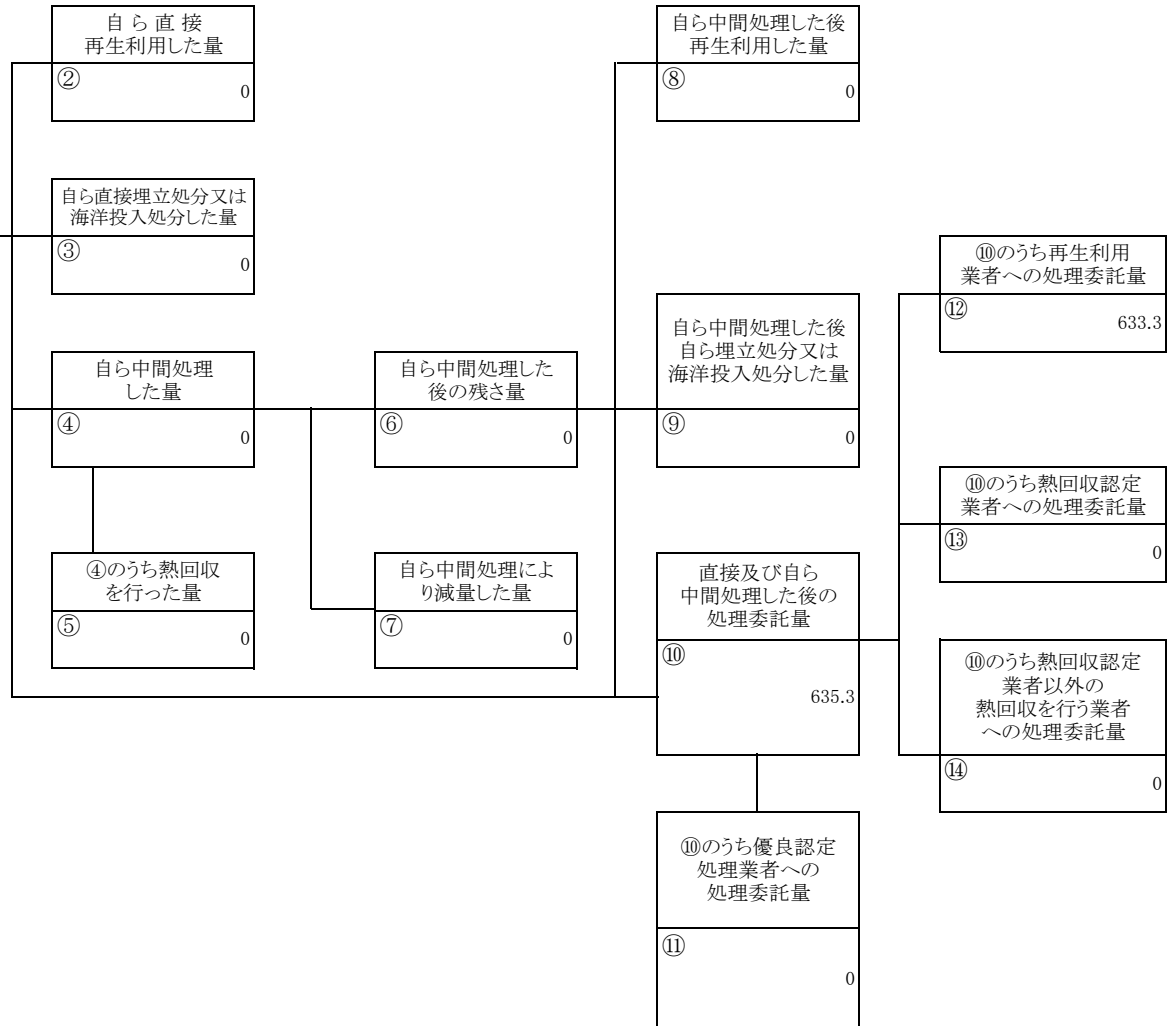 自 ら 直 接
再生利用した量
②
0
自ら直接埋立処分又は
海洋投入処分した量
③
0
自ら中間処理
した量
④
0
④のうち熱回収
を行った量
⑤
0
自ら中間処理した
後の残さ量
⑥
0
自ら中間処理によ
り減量した量
⑦
0
自ら中間処理した後
再生利用した量
⑧
0
自ら中間処理した後
自ら埋立処分又は
海洋投入処分した量
⑨
0
直接及び自ら
中間処理した後の
処理委託量
⑩
635.3
⑩のうち優良認定
処理業者への
処理委託量
⑪
0
⑩のうち再生利用
業者への処理委託量
⑫
633.3
⑩のうち熱回収認定
業者への処理委託量
⑬
0
⑩のうち熱回収認定
業者以外の
熱回収を行う業者
への処理委託量
⑭
0